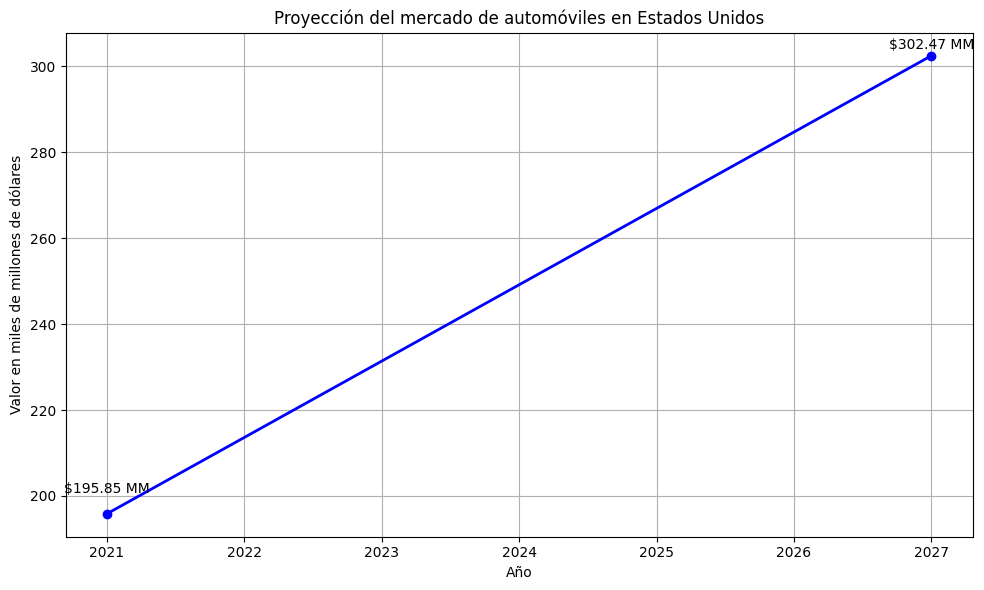 Proyección del mercado de automóviles en Estados Unidos
$302.47 MM
300
280
260
240
220
200
Valor en miles de millones de dólares
$195.85 MM
2021 2022 2023 2024 2025 2026 2027
Año